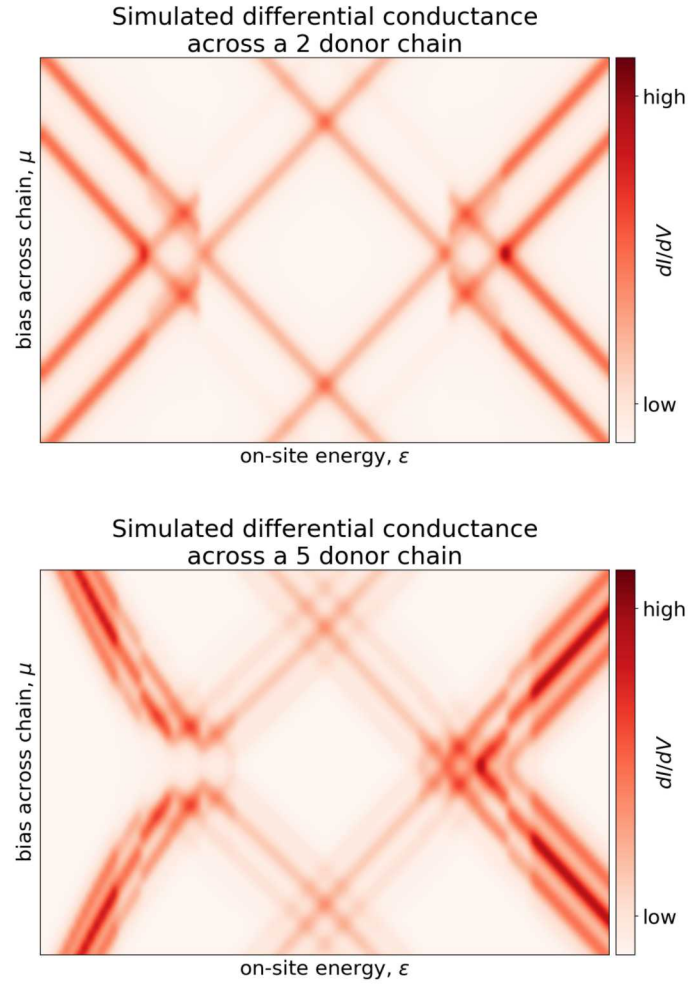 Simulated differential conductance
across a 2 donor chain
bias across chain, μ
high
dI/dV
low
on-site energy, ε
Simulated differential conductance
across a 5 donor chain
bias across chain, μ
high
dI/dV
low
on-site energy, ε